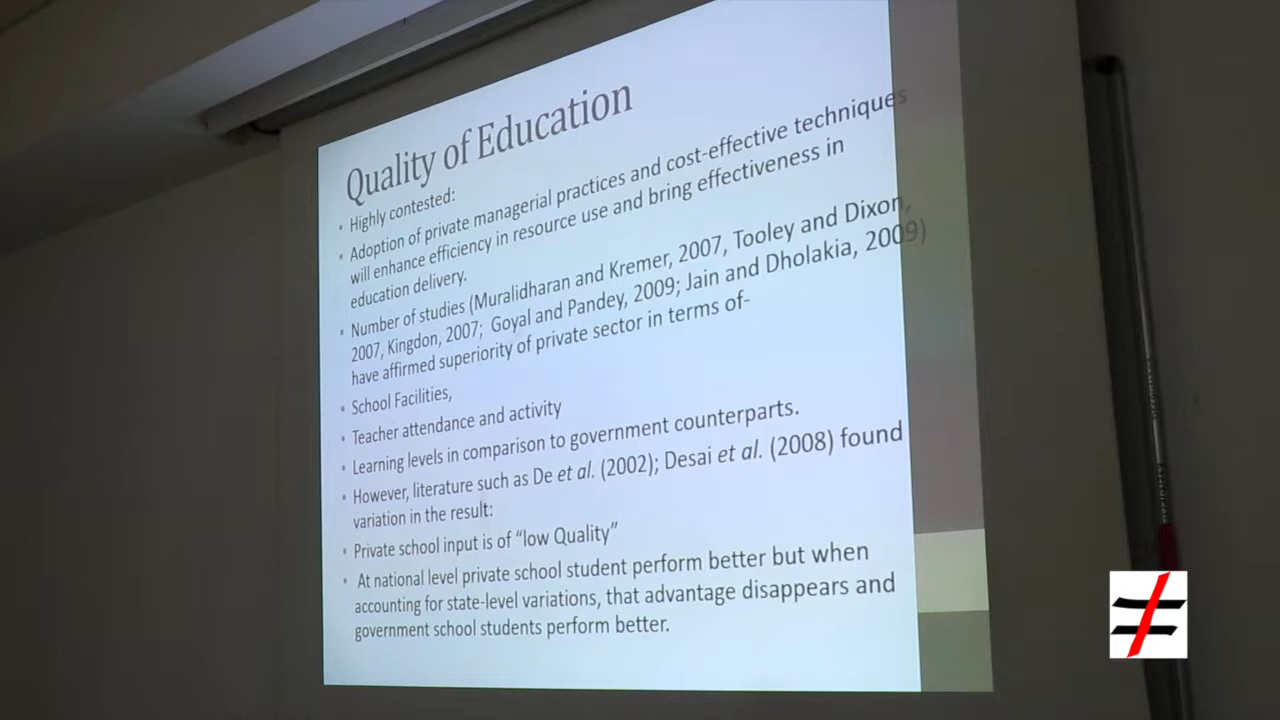 Quality of Education
• Highly contested:
• Adoption of private managerial practices and cost-effective techniques
will enhance efficiency in resource use and bring effectiveness in
education delivery.
• Number of studies (Muralidharan and Kremer, 2007, Tooley and Dixon,
2007, Kingdon, 2007; Goyal and Pandey, 2009; Jain and Dholakia, 2009)
have affirmed superiority of private sector in terms of-
• School Facilities,
• Teacher attendance and activity
• Learning levels in comparison to government counterparts.
• However, literature such as De et al. (2002); Desai et al. (2008) found
variation in the result:
• Private school input is of “low Quality”
• At national level private school student perform better but when
accounting for state-level variations, that advantage disappears and
government school students perform better.